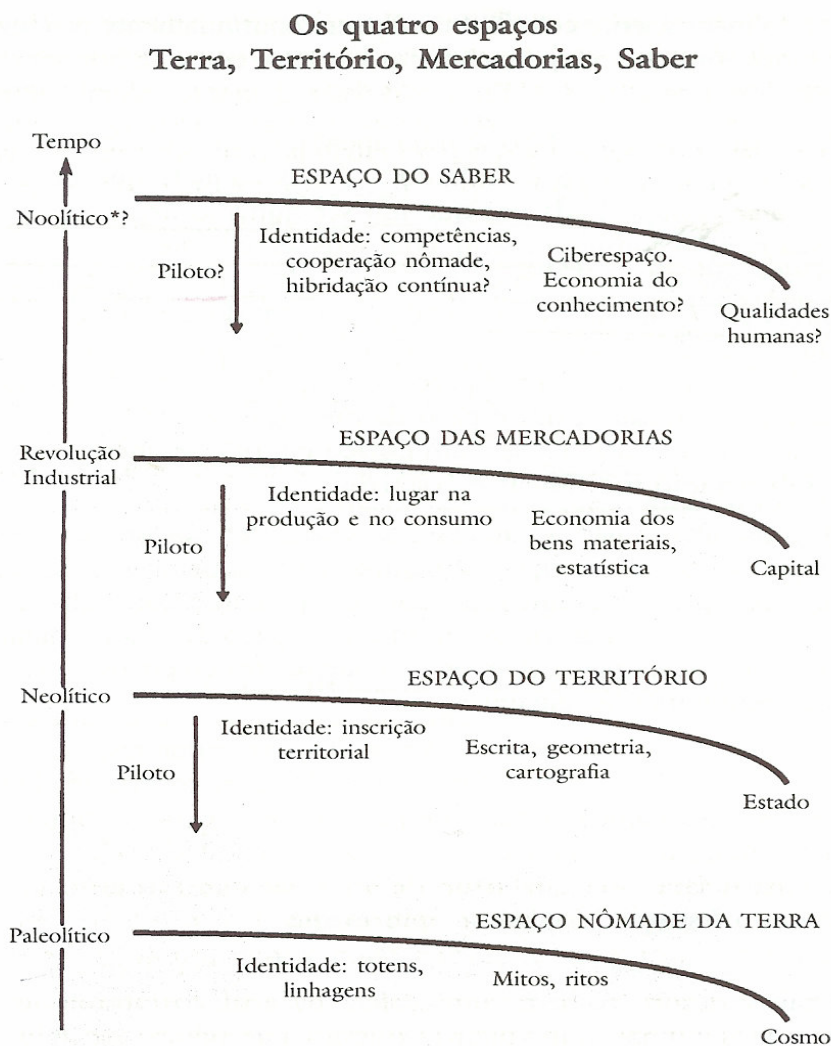 Os quatro espaços
Terra, Território, Mercadorias, Saber
Tempo
ESPAÇO DO SABER
Noolítico*?
Piloto?
Identidade: competências,
cooperação nômade,
hibridação contínua?
Ciberespaço.
Economia do
conhecimento?
Qualidades
humanas?
ESPAÇO DAS MERCADORIAS
Revolução
Industrial
Piloto
Identidade: lugar na
produção e no consumo
Economia dos
bens materiais,
estatística
Capital
ESPAÇO DO TERRITÓRIO
Neolítico
Piloto
Identidade: inscrição
territorial
Escrita, geometria,
cartografia
Estado
ESPAÇO NÔMADE DA TERRA
Paleolítico
Identidade: totens,
linhagens
Mitos, ritos
Cosmo